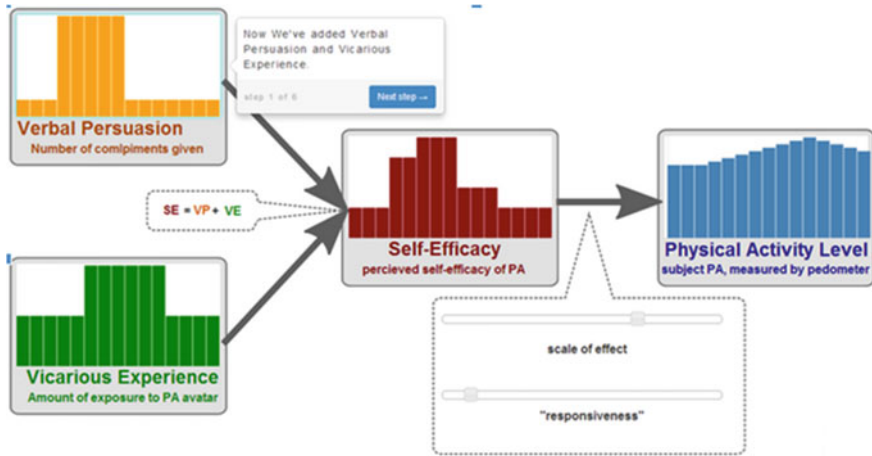 Now We've added Verbal
Persuasion and Vicarious
Experience.
step 1 of 6
Next step →
Verbal Persuasion
Number of comlpiments given
SE = VP + VE
Self-Efficacy
percieved self-efficacy of PA
Physical Activity Level
subject PA, measured by pedometer
Vicarious Experience
Amount of exposure to PA avatar
scale of effect
"responsiveness"